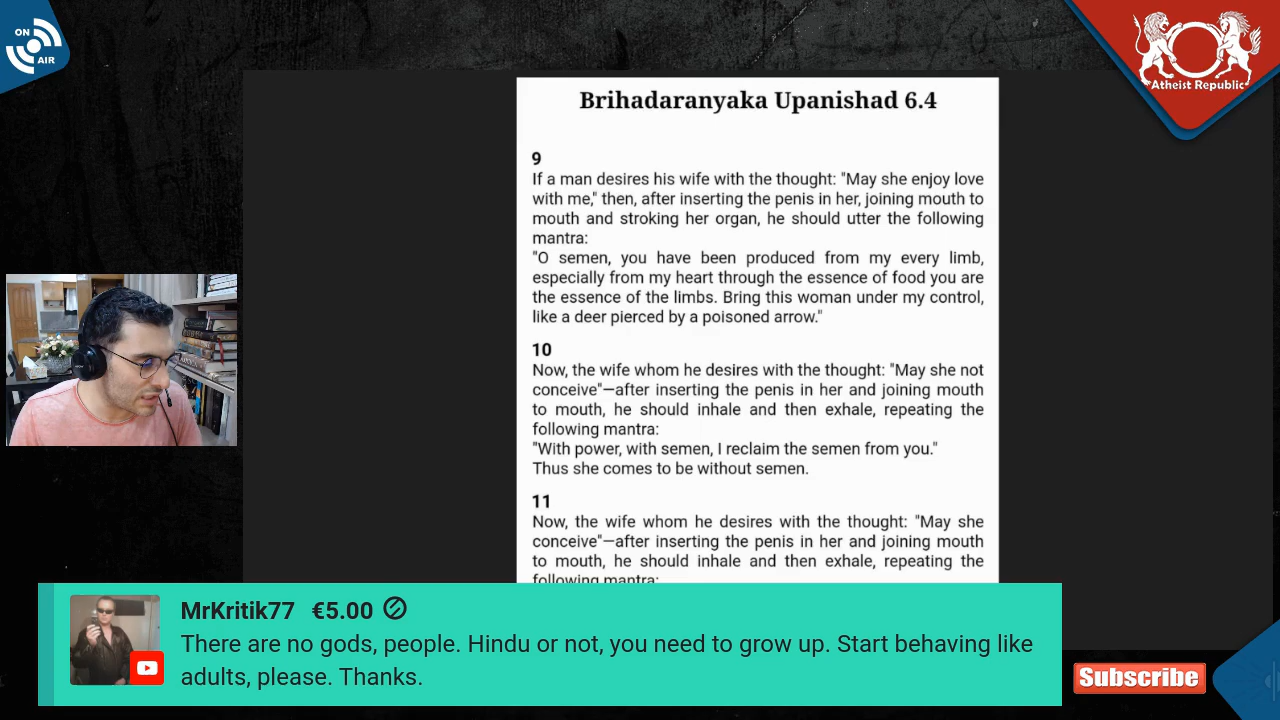 ON
AIR
Atheist Republic
Brihadaranyaka Upanishad 6.4
9
If a man desires his wife with the thought: "May she enjoy love
with me," then, after inserting the penis in her, joining mouth to
mouth and stroking her organ, he should utter the following
mantra:
"O semen, you have been produced from my every limb,
especially from my heart through the essence of food you are
the essence of the limbs. Bring this woman under my control,
like a deer pierced by a poisoned arrow."
10
Now, the wife whom he desires with the thought: "May she not
conceive"—after inserting the penis in her and joining mouth
to mouth, he should inhale and then exhale, repeating the
following mantra:
"With power, with semen, I reclaim the semen from you."
Thus she comes to be without semen.
11
Now, the wife whom he desires with the thought: "May she
conceive"—after inserting the penis in her and joining mouth
to mouth, he should inhale and then exhale, repeating the
following mantra:
MrKritik77 €5.00
There are no gods, people. Hindu or not, you need to grow up. Start behaving like
adults, please. Thanks.
Subscribe